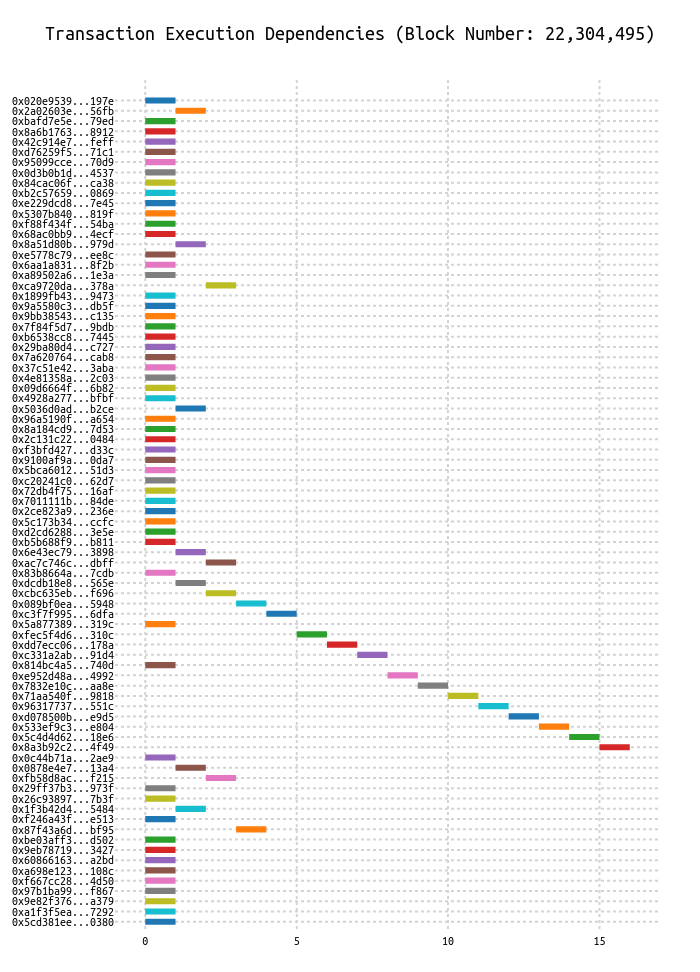 Transaction Execution Dependencies (Block Number: 22,304,495)
0x020e9539...197e
0x2a02603e...56fb
0xbafd7e5e...79ed
0x8a6b1763...8912
0x42c914e7...feff
0xd76259f5...71c1
0x95099cce...70d9
0x0d3b0b1d...4537
0x84cac06f...ca38
0xb2c57659...0869
0xe229dcd8...7e45
0x5307b840...819f
0xf88f434f...54ba
0x68ac0bb9...4ecf
0x8a51d80b...979d
0xe5778c79...ee8c
0x6aa1a831...8f2b
0xa89502a6...1e3a
0xca9720da...378a
0x1899fb43...9473
0x9a5580c3...db5f
0x9bb38543...c135
0x7f84f5d7...9bdb
0xb6538cc8...7445
0x29ba80d4...c727
0x7a620764...cab8
0x37c51e42...3aba
0x4e81358a...2c03
0x09d6664f...6b82
0x4928a277...bfbf
0x5036d0ad...b2ce
0x96a5190f...a654
0x8a184cd9...7d53
0x2c131c22...0484
0xf3bfd427...d33c
0x9100af9a...0da7
0x5bca6012...51d3
0xc20241c0...62d7
0x72db4f75...16af
0x7011111b...84de
0x2ce823a9...236e
0x5c173b34...ccfc
0xd2cd6288...3e5e
0xb5b688f9...b811
0x6e43ec79...3898
0xac7c746c...dbff
0x83b8664a...7cdb
0xdcdb18e8...565e
0xcbc635eb...f696
0x089bf0ea...5948
0xc3f7f995...6dfa
0x5a877389...319c
0xfec5f4d6...310c
0xdd7ecc06...178a
0xc331a2ab...91d4
0x814bc4a5...740d
0xe952d48a...4992
0x7832e10c...aa8e
0x71aa540f...9818
0x96317737...551c
0xd078500b...e9d5
0x533ef9c3...e804
0x5c4d4d62...18e6
0x8a3b92c2...4f49
0x0c44b71a...2ae9
0x0878e4e7...13a4
0xfb58d8ac...f215
0x29ff37b3...973f
0x26c93897...7b3f
0x1f3b42d4...5484
0xf246a43f...e513
0x87f43a6d...bf95
0xbe03aff3...d502
0x9eb78719...3427
0x60866163...a2bd
0xa698e123...108c
0xf667cc28...4d50
0x97b1ba99...f867
0x9e82f376...a379
0xa1f3f5ea...7292
0x5cd381ee...0380
0 5 10 15